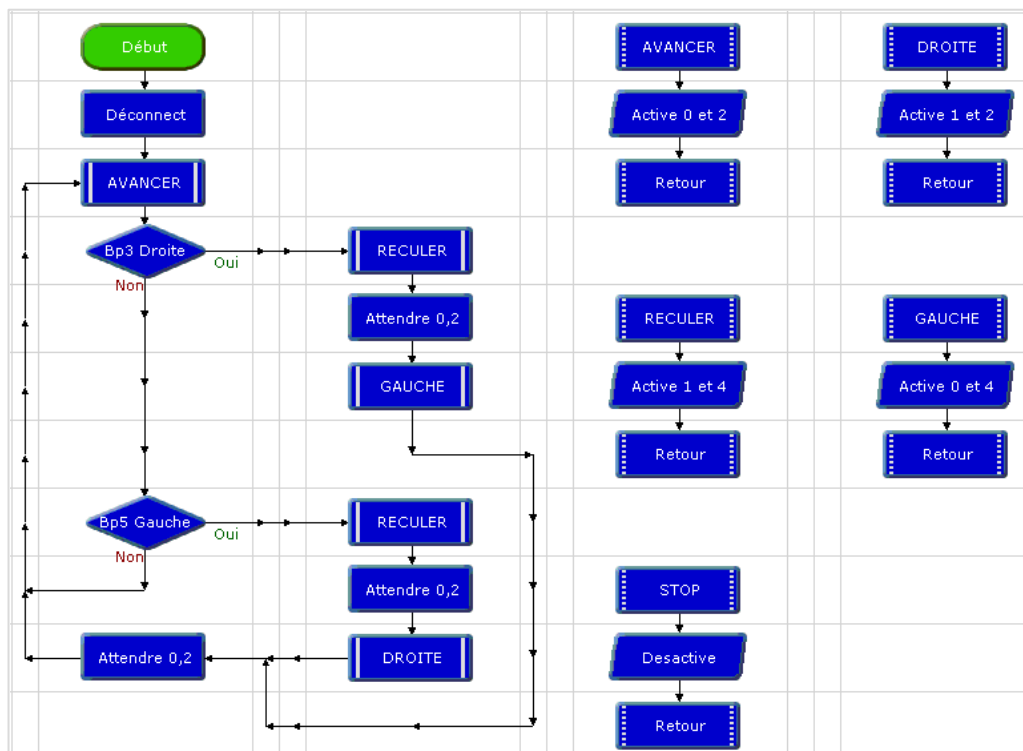 Début
Déconnect
AVANCER
Bp3 Droite
Oui
Non
RECULER
Attendre 0,2
GAUCHE
Bp5 Gauche
Oui
Non
RECULER
Attendre 0,2
DROITE
Attendre 0,2
AVANCER
Active 0 et 2
Retour
DROITE
Active 1 et 2
Retour
RECULER
Active 1 et 4
Retour
GAUCHE
Active 0 et 4
Retour
STOP
Desactive
Retour